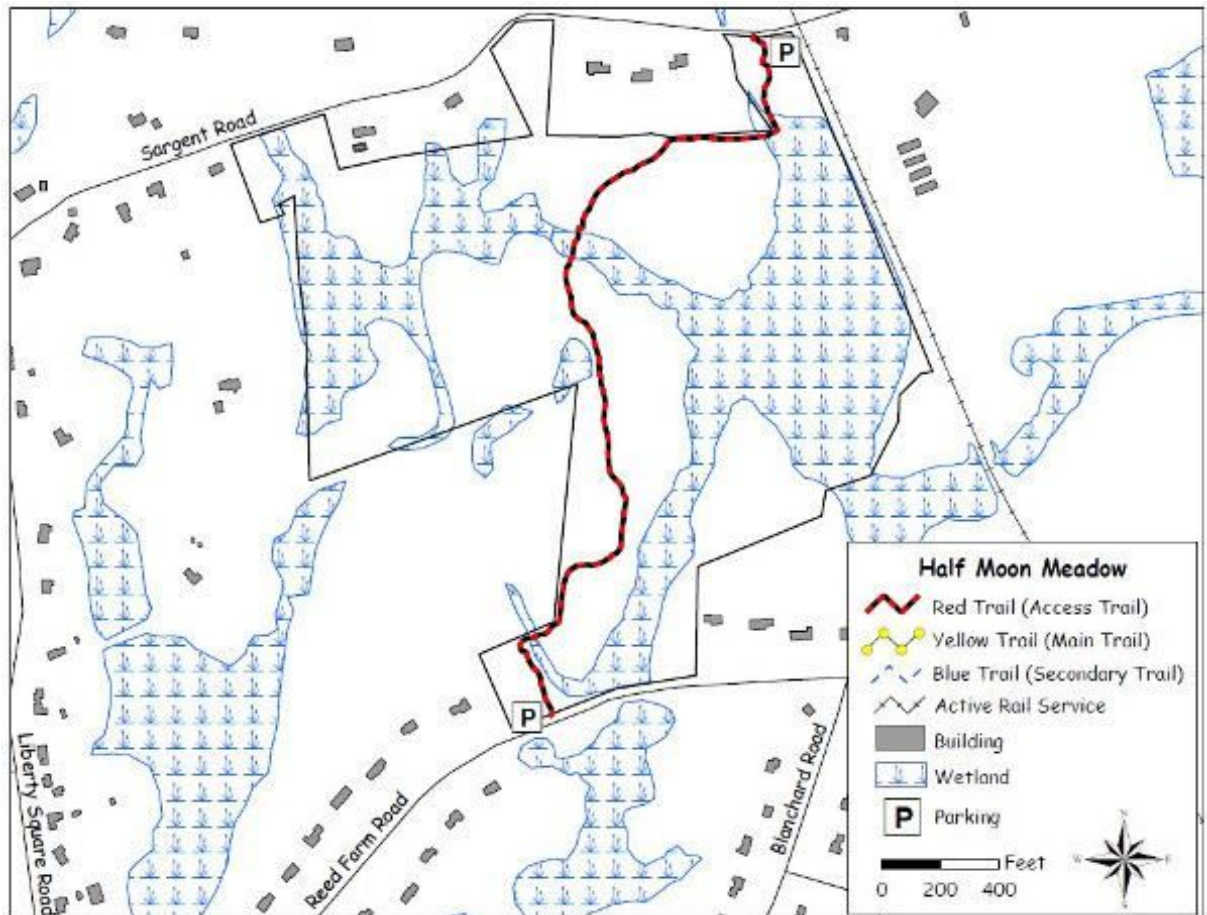 P
Sargent Road
P
Liberty Square Road
Reed Farm Road
Blanchard Road
Half Moon Meadow
Red Trail (Access Trail)
Yellow Trail (Main Trail)
Blue Trail (Secondary Trail)
Active Rail Service
Building
Wetland
P Parking
Feet
0 200 400
N
W E
S